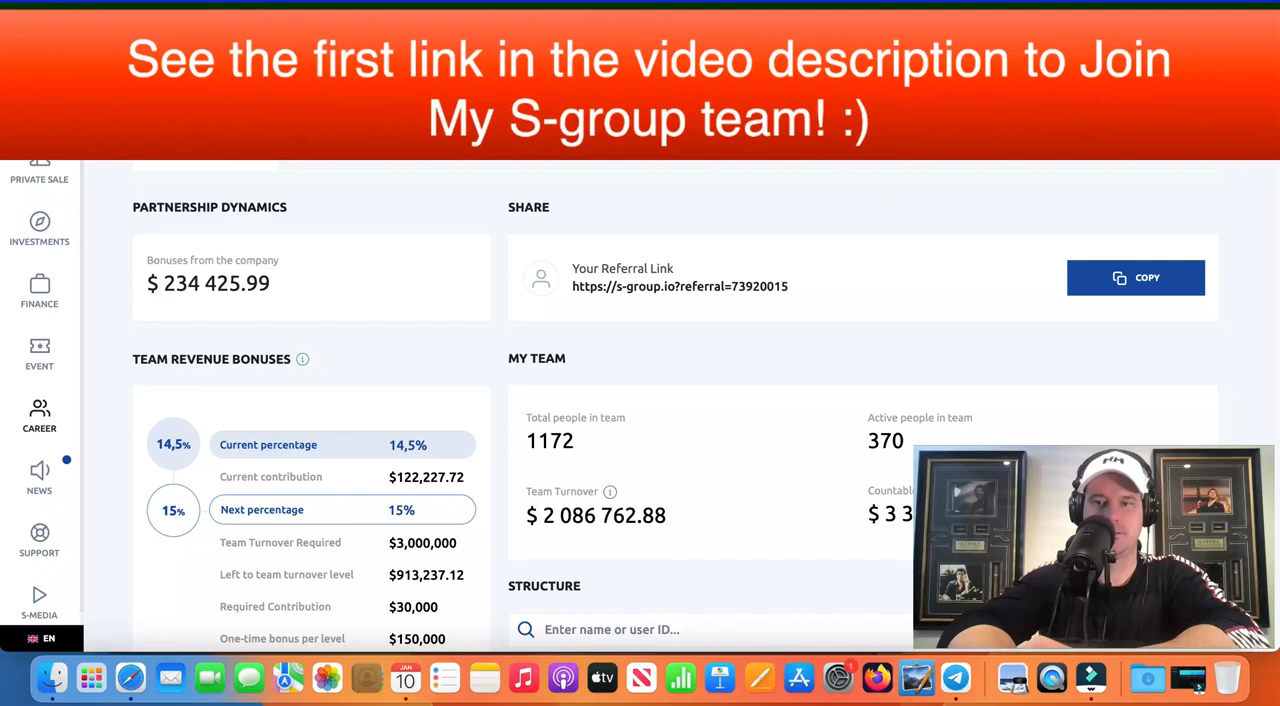 See the first link in the video description to Join
My S-group team! :)
PRIVATE SALE
INVESTMENTS
FINANCE
EVENT
CAREER
NEWS
SUPPORT
S-MEDIA
EN
PARTNERSHIP DYNAMICS
Bonuses from the company
$ 234 425.99
SHARE
Your Referral Link
https://s-group.io?referral=73920015
COPY
TEAM REVENUE BONUSES
14,5%
Current percentage 14,5%
Current contribution $122,227.72
15%
Next percentage 15%
Team Turnover Required $3,000,000
Left to team turnover level $913,237.12
Required Contribution $30,000
One-time bonus per level $150,000
MY TEAM
Total people in team
1172
Active people in team
370
Team Turnover
$ 2 086 762.88
Countabl
$ 3 3
STRUCTURE
Enter name or user ID...
JAN
10
tv
1